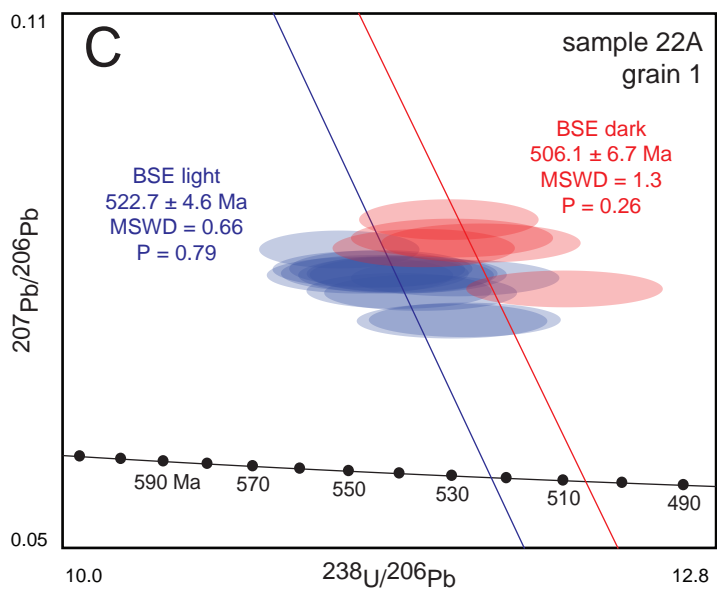 0.11
C
sample 22A
grain 1
BSE dark
506.1 ± 6.7 Ma
MSWD = 1.3
P = 0.26
BSE light
522.7 ± 4.6 Ma
MSWD = 0.66
P = 0.79
207Pb/206Pb
590 Ma
570
550
530
510
490
0.05
10.0
238U/206Pb
12.8